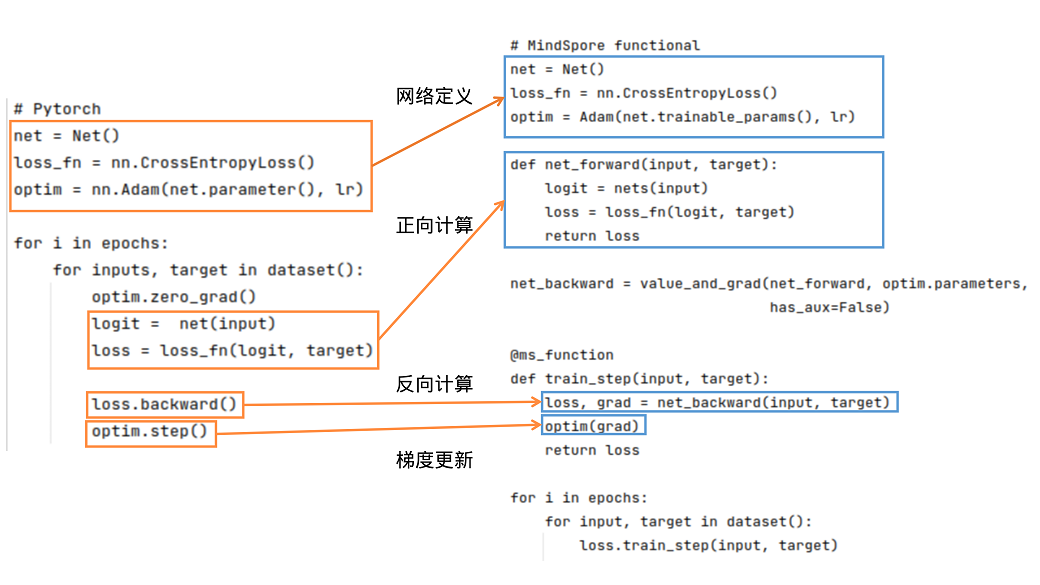 # Pytorch
net = Net()
loss_fn = nn.CrossEntropyLoss()
optim = nn.Adam(net.parameter(), lr)
for i in epochs:
for inputs, target in dataset():
optim.zero_grad()
logit =  net(input)
loss = loss_fn(logit, target)
loss.backward()
optim.step()
网络定义
正向计算
反向计算
梯度更新
# MindSpore functional
net = Net()
loss_fn = nn.CrossEntropyLoss()
optim = Adam(net.trainable_params(), lr)
def net_forward(input, target):
logit = nets(input)
loss = loss_fn(logit, target)
return loss
net_backward = value_and_grad(net_forward, optim.parameters,
has_aux=False)
@ms_function
def train_step(input, target):
loss, grad = net_backward(input, target)
optim(grad)
return loss
for i in epochs:
for input, target in dataset():
loss.train_step(input, target)